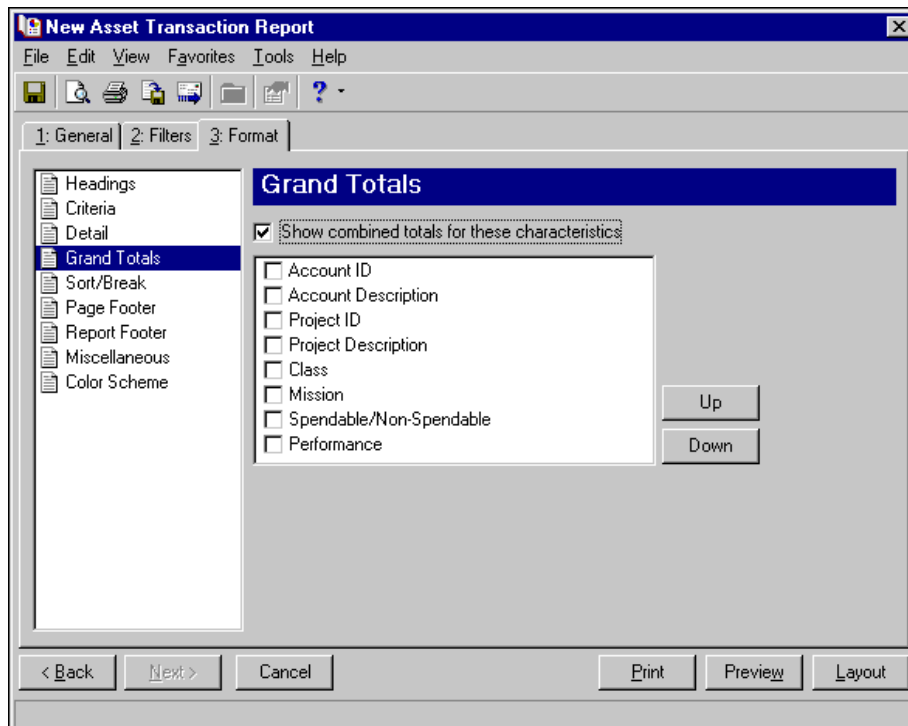 New Asset Transaction Report
File Edit View Favorites Tools Help
?
1: General 2: Filters 3: Format
Headings
Criteria
Detail
Grand Totals
Sort/Break
Page Footer
Report Footer
Miscellaneous
Color Scheme
Grand Totals
Show combined totals for these characteristics
Account ID
Account Description
Project ID
Project Description
Class
Mission
Spendable/Non-Spendable
Performance
Up
Down
< Back Next > Cancel Print Preview Layout